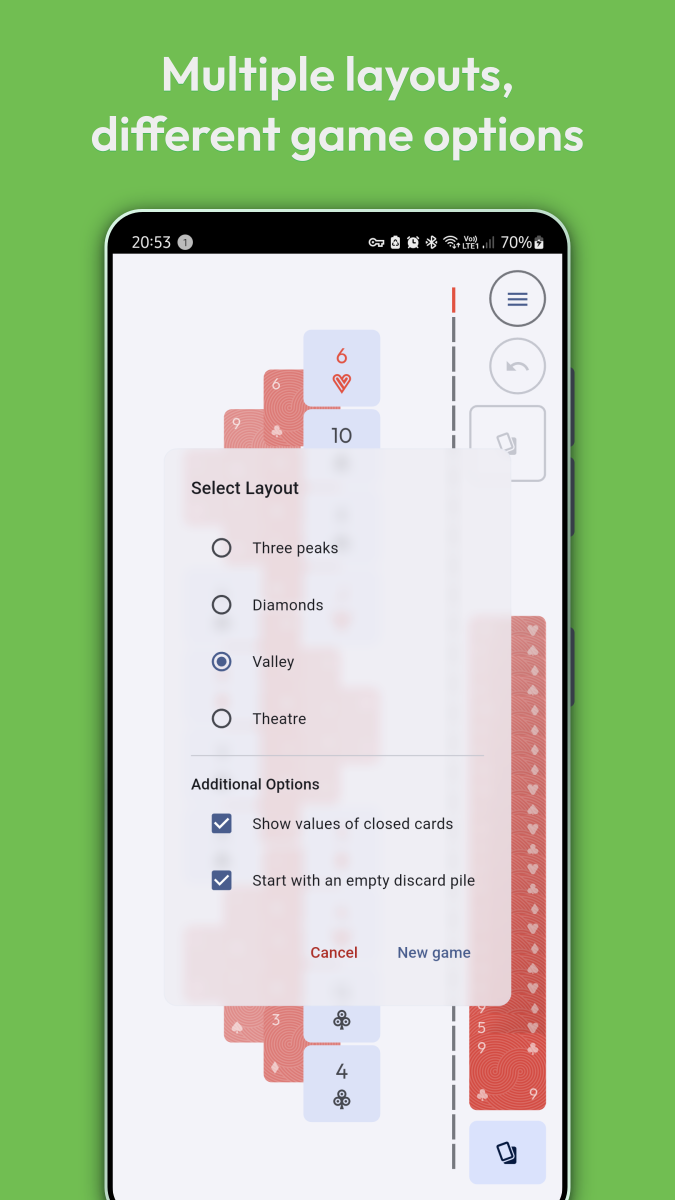 Multiple layouts,
different game options
20:53 1 Vo)) LTE1 70%
6
6
9
10
Select Layout
Three peaks
Diamonds
Valley
Theatre
Additional Options
Show values of closed cards
Start with an empty discard pile
Cancel New game
9
3
5
9
4
9